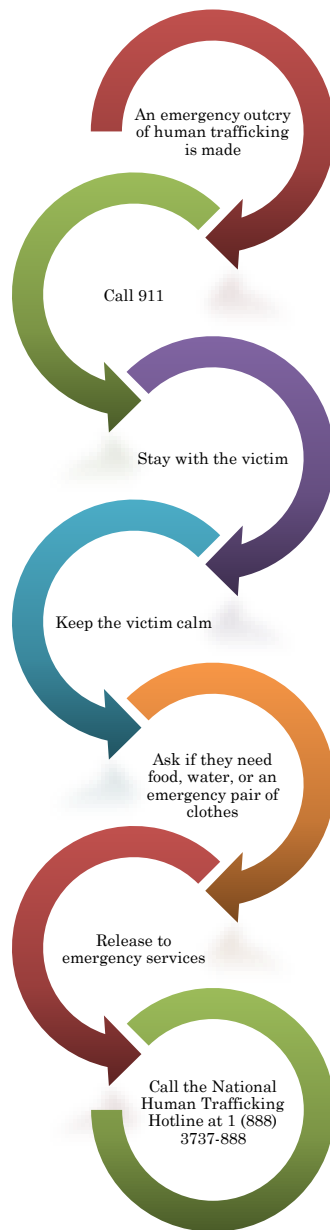 An emergency outcry
of human trafficking
is made
Call 911
Stay with the victim
Keep the victim calm
Ask if they need
food, water, or an
emergency pair of
clothes
Release to
emergency services
Call the National
Human Trafficking
Hotline at 1 (888)
3737-888